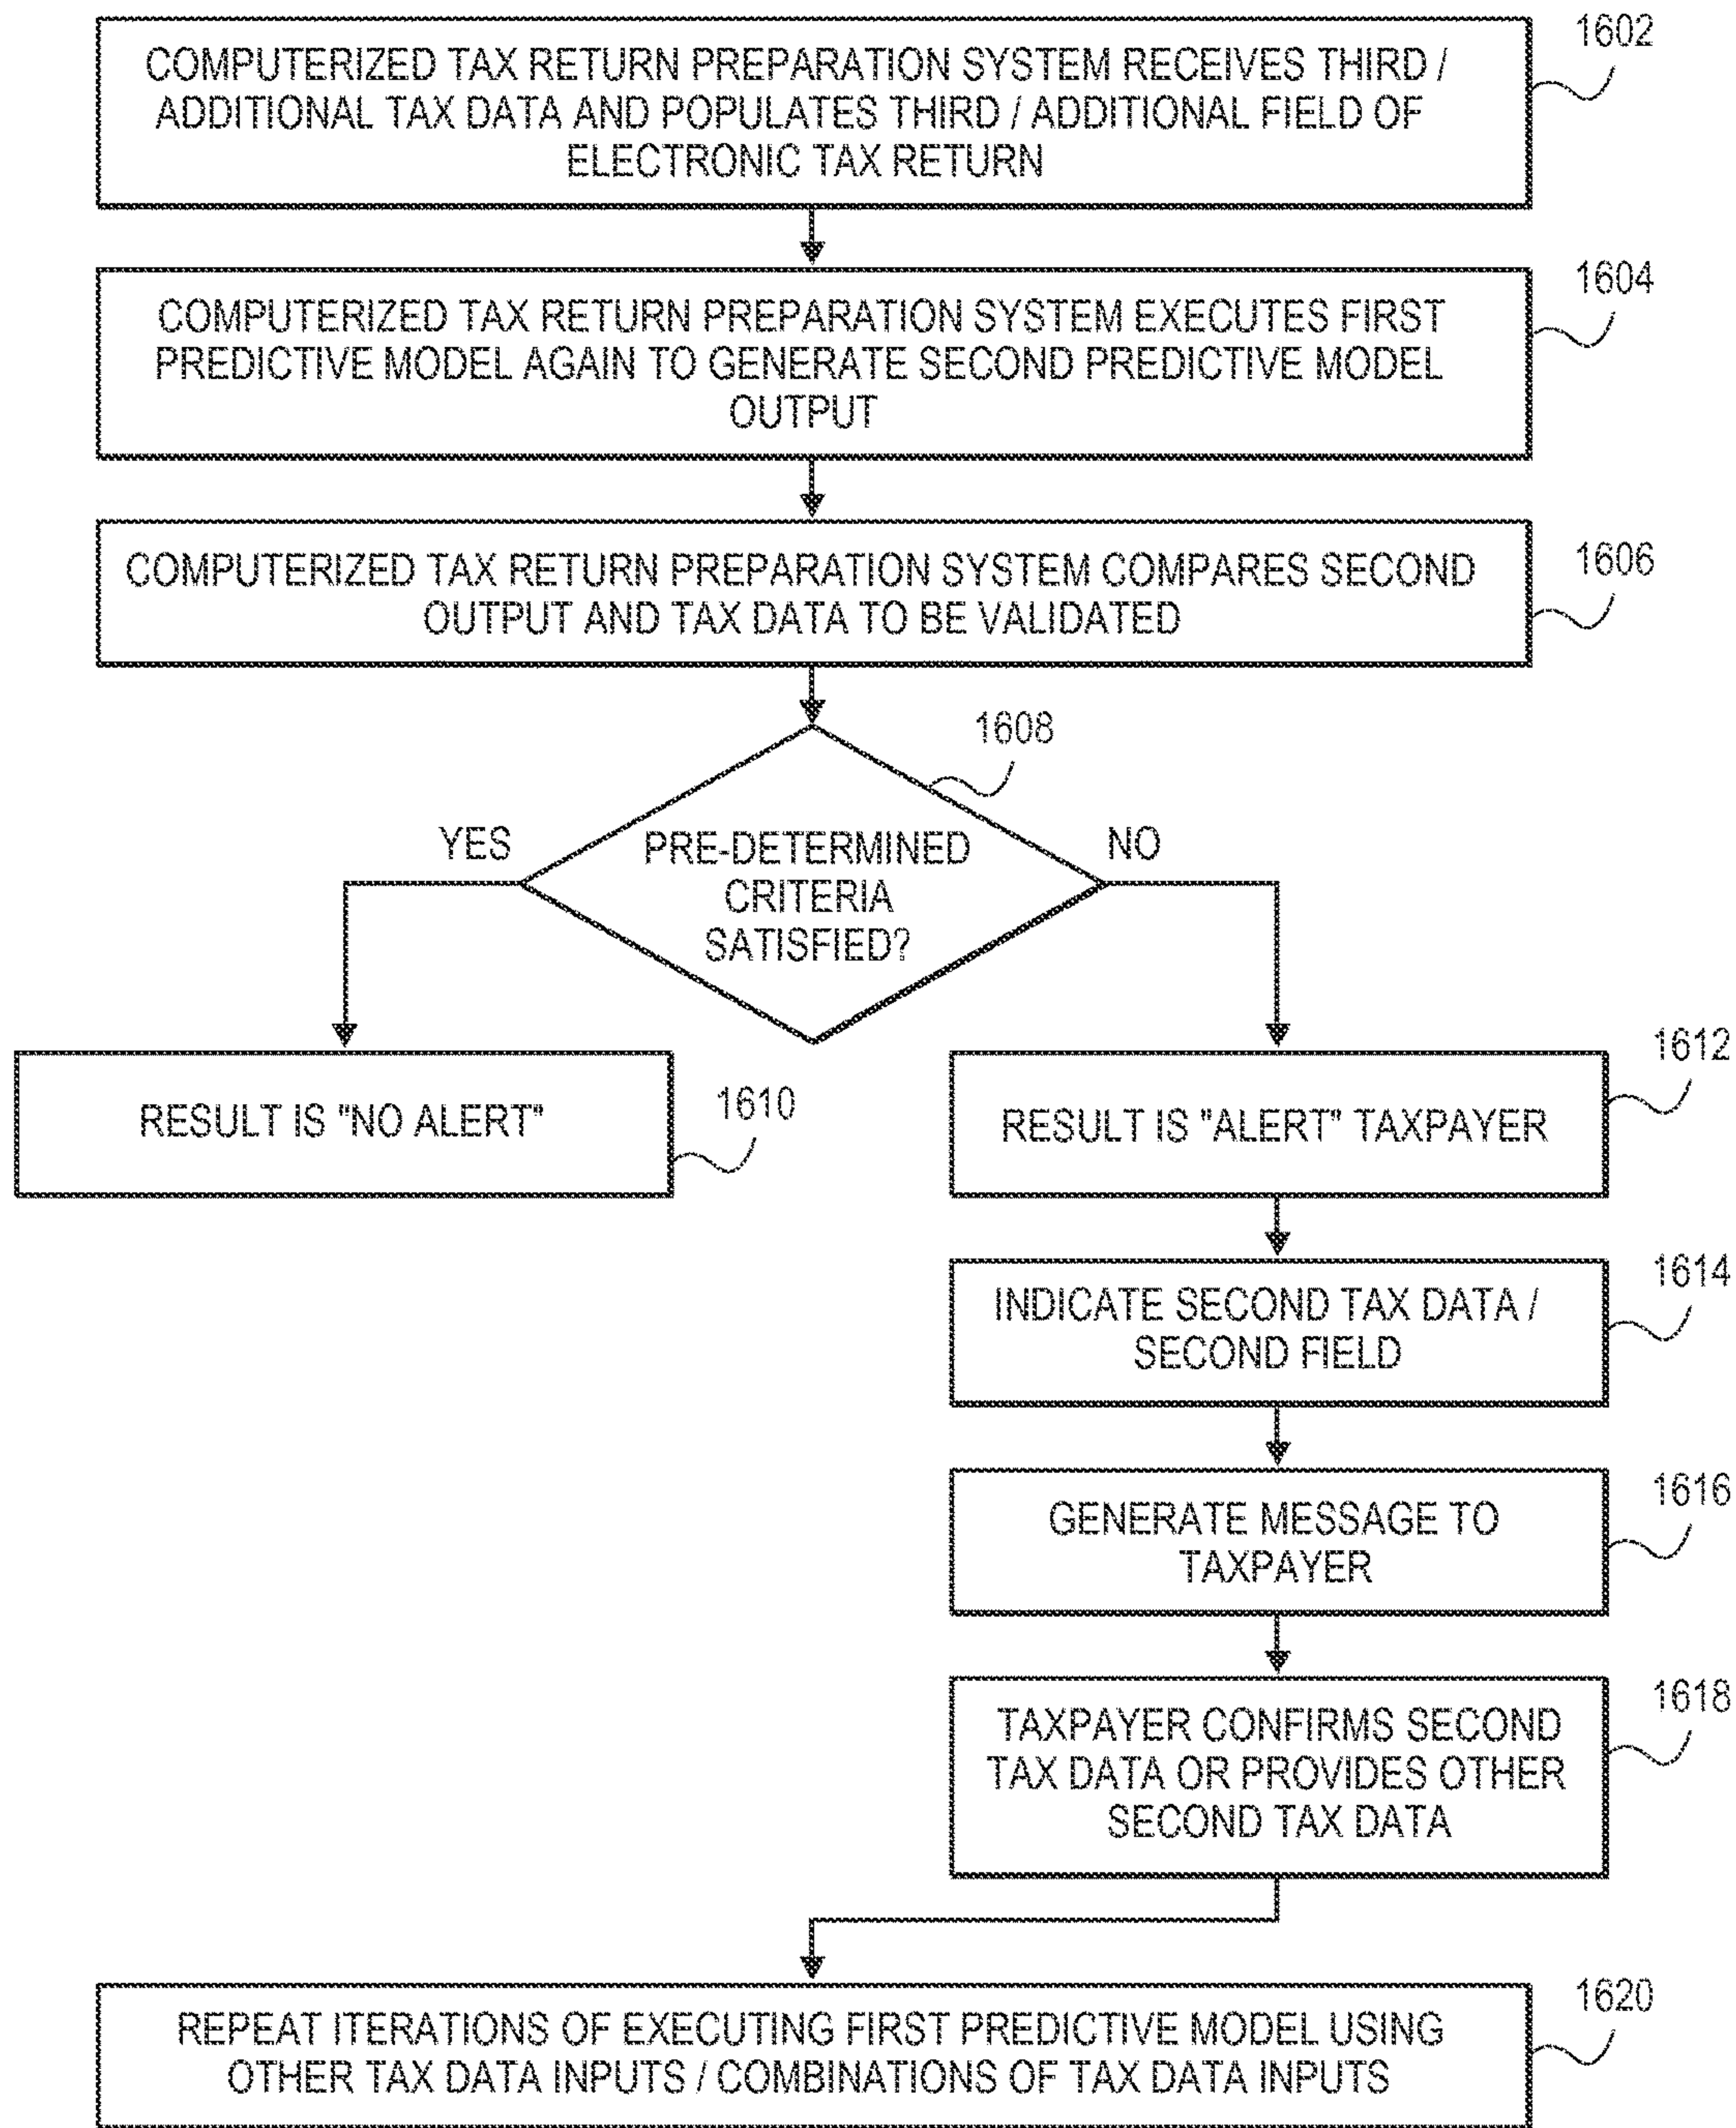 1602
COMPUTERIZED TAX RETURN PREPARATION SYSTEM RECEIVES THIRD /
ADDITIONAL TAX DATA AND POPULATES THIRD / ADDITIONAL FIELD OF
ELECTRONIC TAX RETURN
1604
COMPUTERIZED TAX RETURN PREPARATION SYSTEM EXECUTES FIRST
PREDICTIVE MODEL AGAIN TO GENERATE SECOND PREDICTIVE MODEL
OUTPUT
1606
COMPUTERIZED TAX RETURN PREPARATION SYSTEM COMPARES SECOND
OUTPUT AND TAX DATA TO BE VALIDATED
1608
YES
NO
PRE-DETERMINED
CRITERIA
SATISFIED?
RESULT IS "NO ALERT"
1610
1612
RESULT IS "ALERT" TAXPAYER
1614
INDICATE SECOND TAX DATA /
SECOND FIELD
1616
GENERATE MESSAGE TO
TAXPAYER
1618
TAXPAYER CONFIRMS SECOND
TAX DATA OR PROVIDES OTHER
SECOND TAX DATA
1620
REPEAT ITERATIONS OF EXECUTING FIRST PREDICTIVE MODEL USING
OTHER TAX DATA INPUTS / COMBINATIONS OF TAX DATA INPUTS